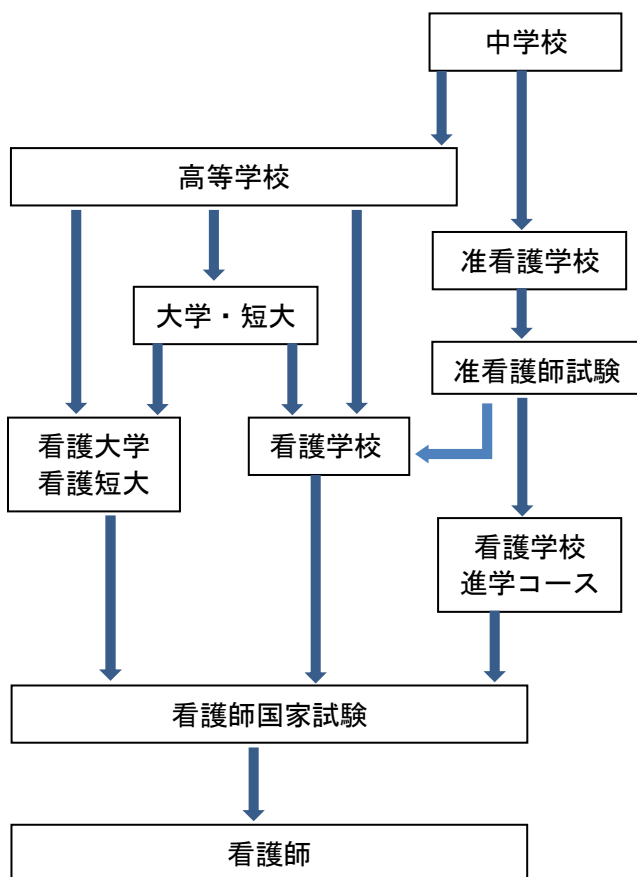 中学校
高等学校
准看護学校
大学・短大
准看護師試験
看護大学
看護短大
看護学校
看護学校
進学コース
看護師国家試験
看護師